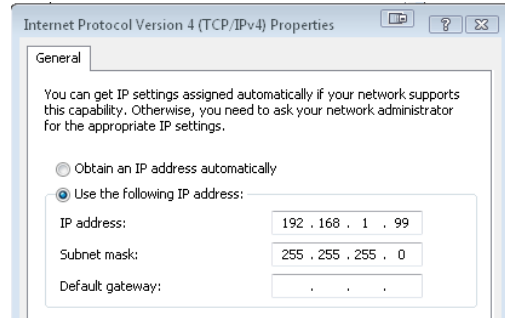 Internet Protocol Version 4 (TCP/IPv4) Properties
General
You can get IP settings assigned automatically if your network supports
this capability. Otherwise, you need to ask your network administrator
for the appropriate IP settings.
Obtain an IP address automatically
Use the following IP address:
IP address: 192 . 168 . 1 . 99
Subnet mask: 255 . 255 . 255 . 0
Default gateway: . . .